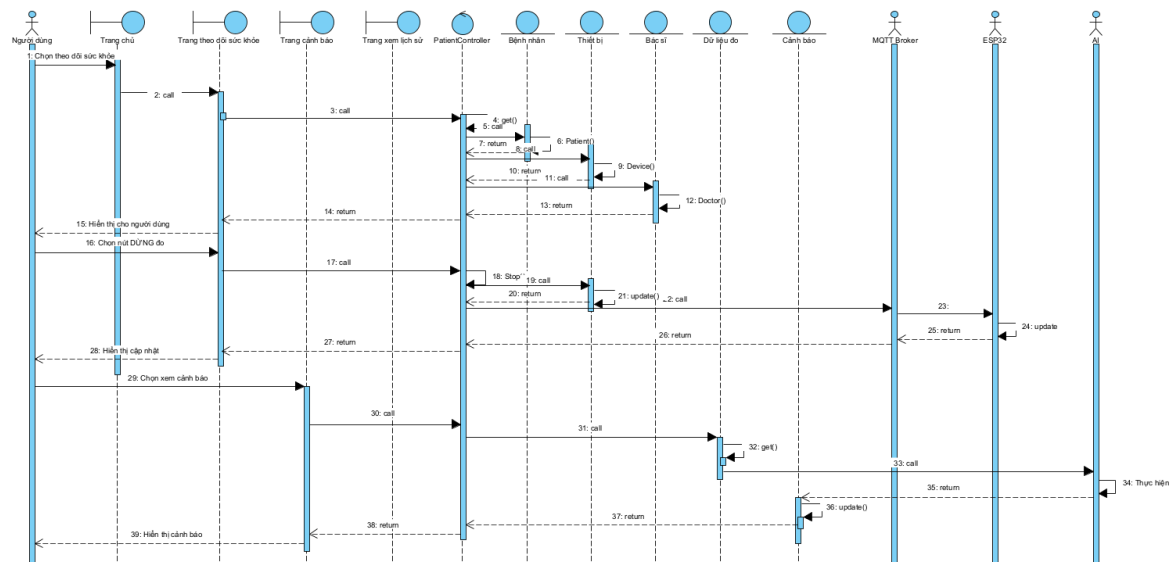 Người dùng
Trang chủ
Trang theo dõi sức khỏe
Trang cảnh báo
Trang xem lịch sử
PatientController
Bệnh nhân
Thiết bị
Bác sĩ
Dữ liệu đo
Cảnh báo
MQTT Broker
ESP32
AI
1: Chọn theo dõi sức khỏe
2: call
3: call
4: get()
5: call
6: Patient()
7: return
8: call
9: Device()
10: return
11: call
12: Doctor()
13: return
14: return
15: Hiển thị cho người dùng
16: Chọn nút DỪNG đo
17: call
18: Stop
19: call
20: return
21: update()
2: call
23:
24: update
25: return
26: return
27: return
28: Hiển thị cập nhật
29: Chọn xem cảnh báo
30: call
31: call
32: get()
33: call
34: Thực hiện
35: return
36: update()
37: return
38: return
39: Hiển thị cảnh báo